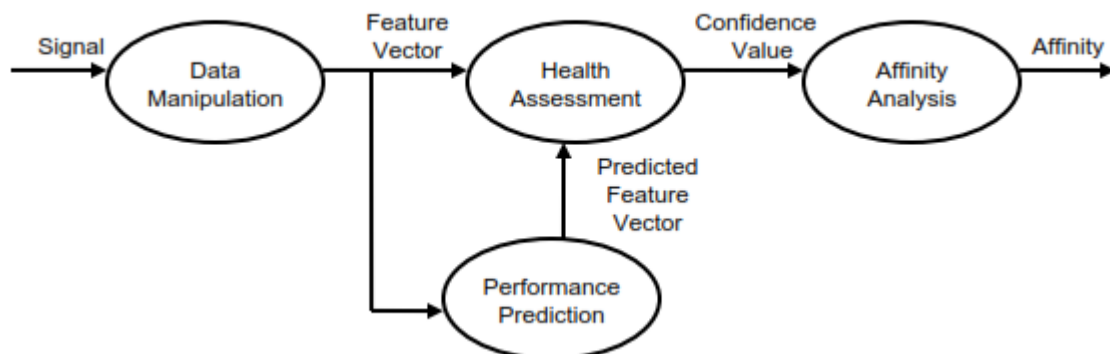 Signal
Data
Manipulation
Feature
Vector
Health
Assessment
Confidence
Value
Affinity
Analysis
Affinity
Predicted
Feature
Vector
Performance
Prediction